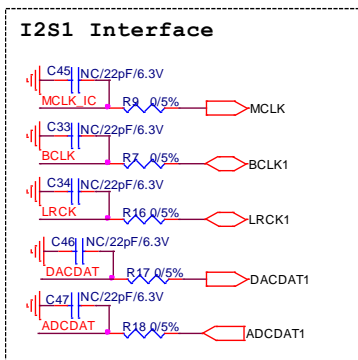 I2S1 Interface
C45 NC/22pF/6.3V
MCLK_IC R9 0/5% MCLK
C33 NC/22pF/6.3V
BCLK R7 0/5% BCLK1
C34 NC/22pF/6.3V
LRCK R16 0/5% LRCK1
C46 NC/22pF/6.3V
DACDAT R17 0/5% DACDAT1
C47 NC/22pF/6.3V
ADCDAT R18 0/5% ADCDAT1